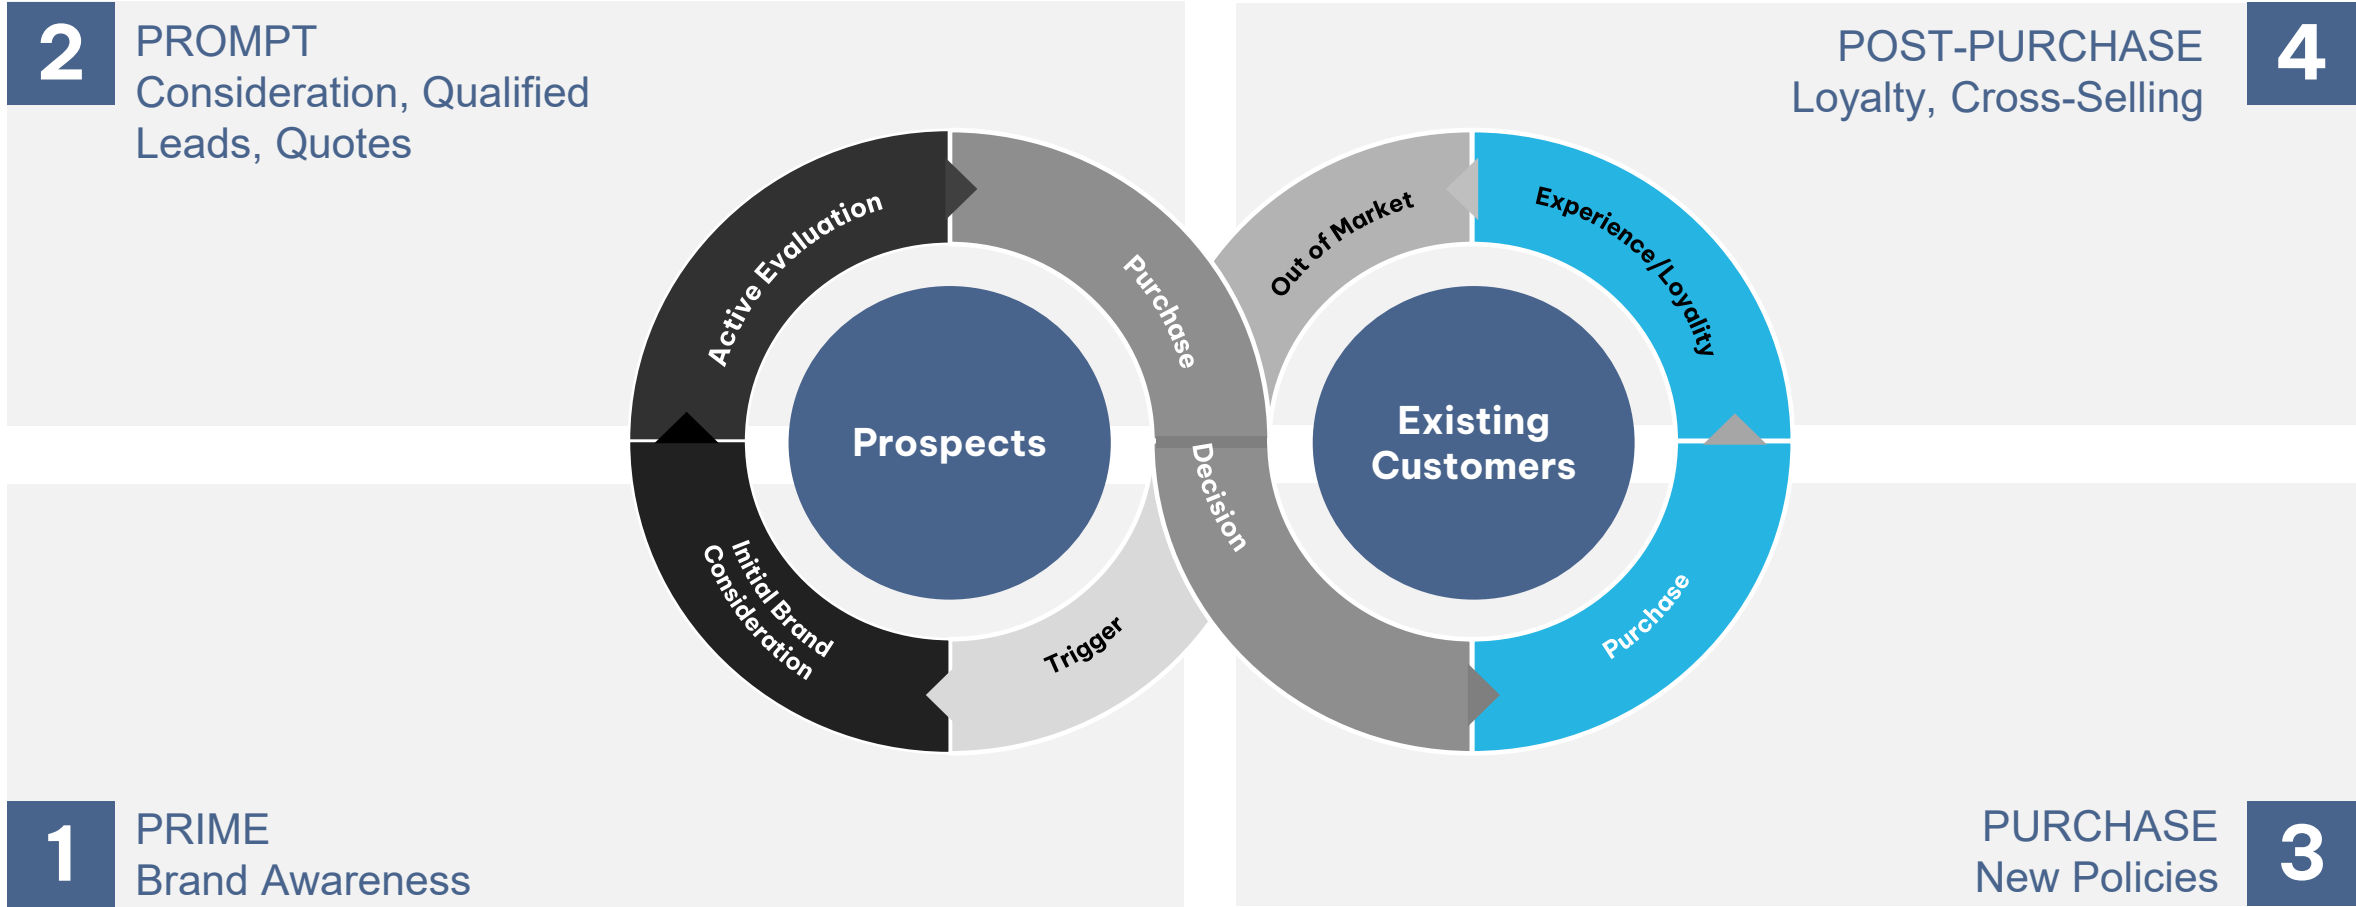 2
PROMPT
Consideration, Qualified
Leads, Quotes
4
POST-PURCHASE
Loyalty, Cross-Selling
Active Evaluation
Purchase
Decision
Out of Market
Experience/Loyality
Prospects
Existing
Customers
Initial Brand
Consideration
Trigger
Purchase
1
PRIME
Brand Awareness
3
PURCHASE
New Policies